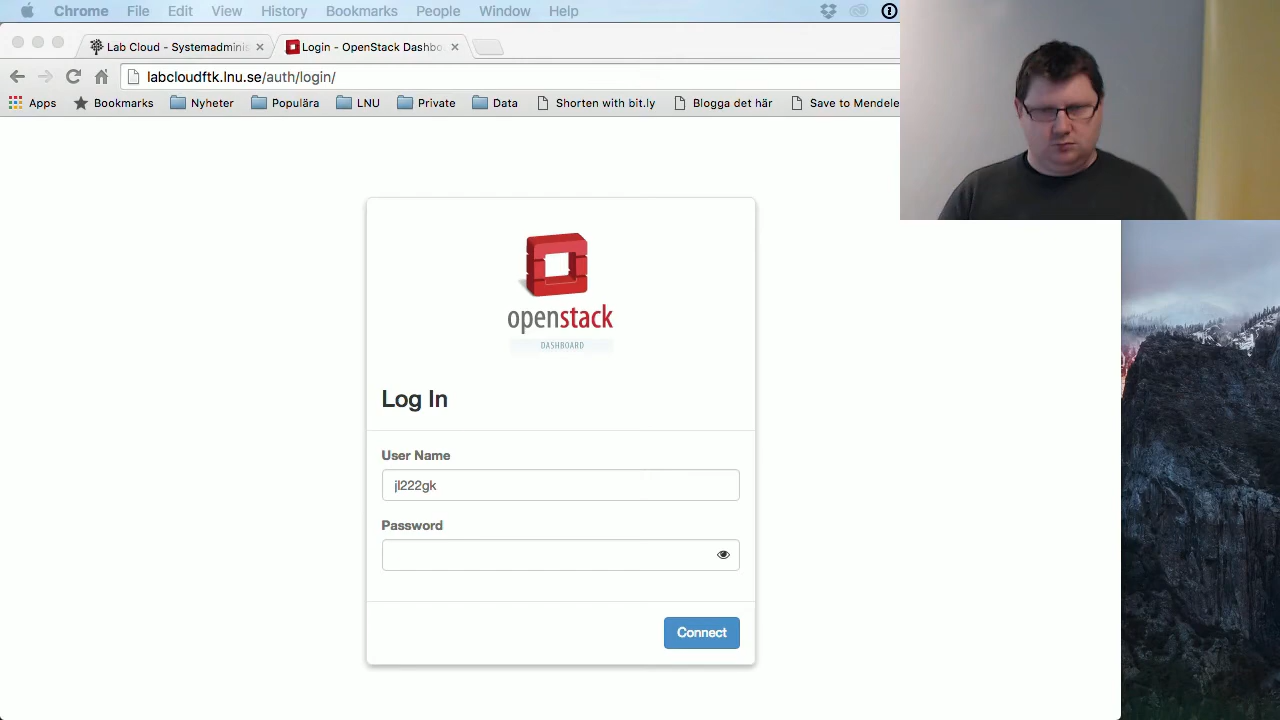 Chrome File Edit View History Bookmarks People Window Help
Lab Cloud - Systemadminis Login - OpenStack Dashbo
labcloudftk.lnu.se/auth/login/
Apps Bookmarks Nyheter Populära LNU Private Data Shorten with bit.ly Blogga det här Save to Mendele
openstack
DASHBOARD
Log In
User Name
jl222gk
Password
Connect